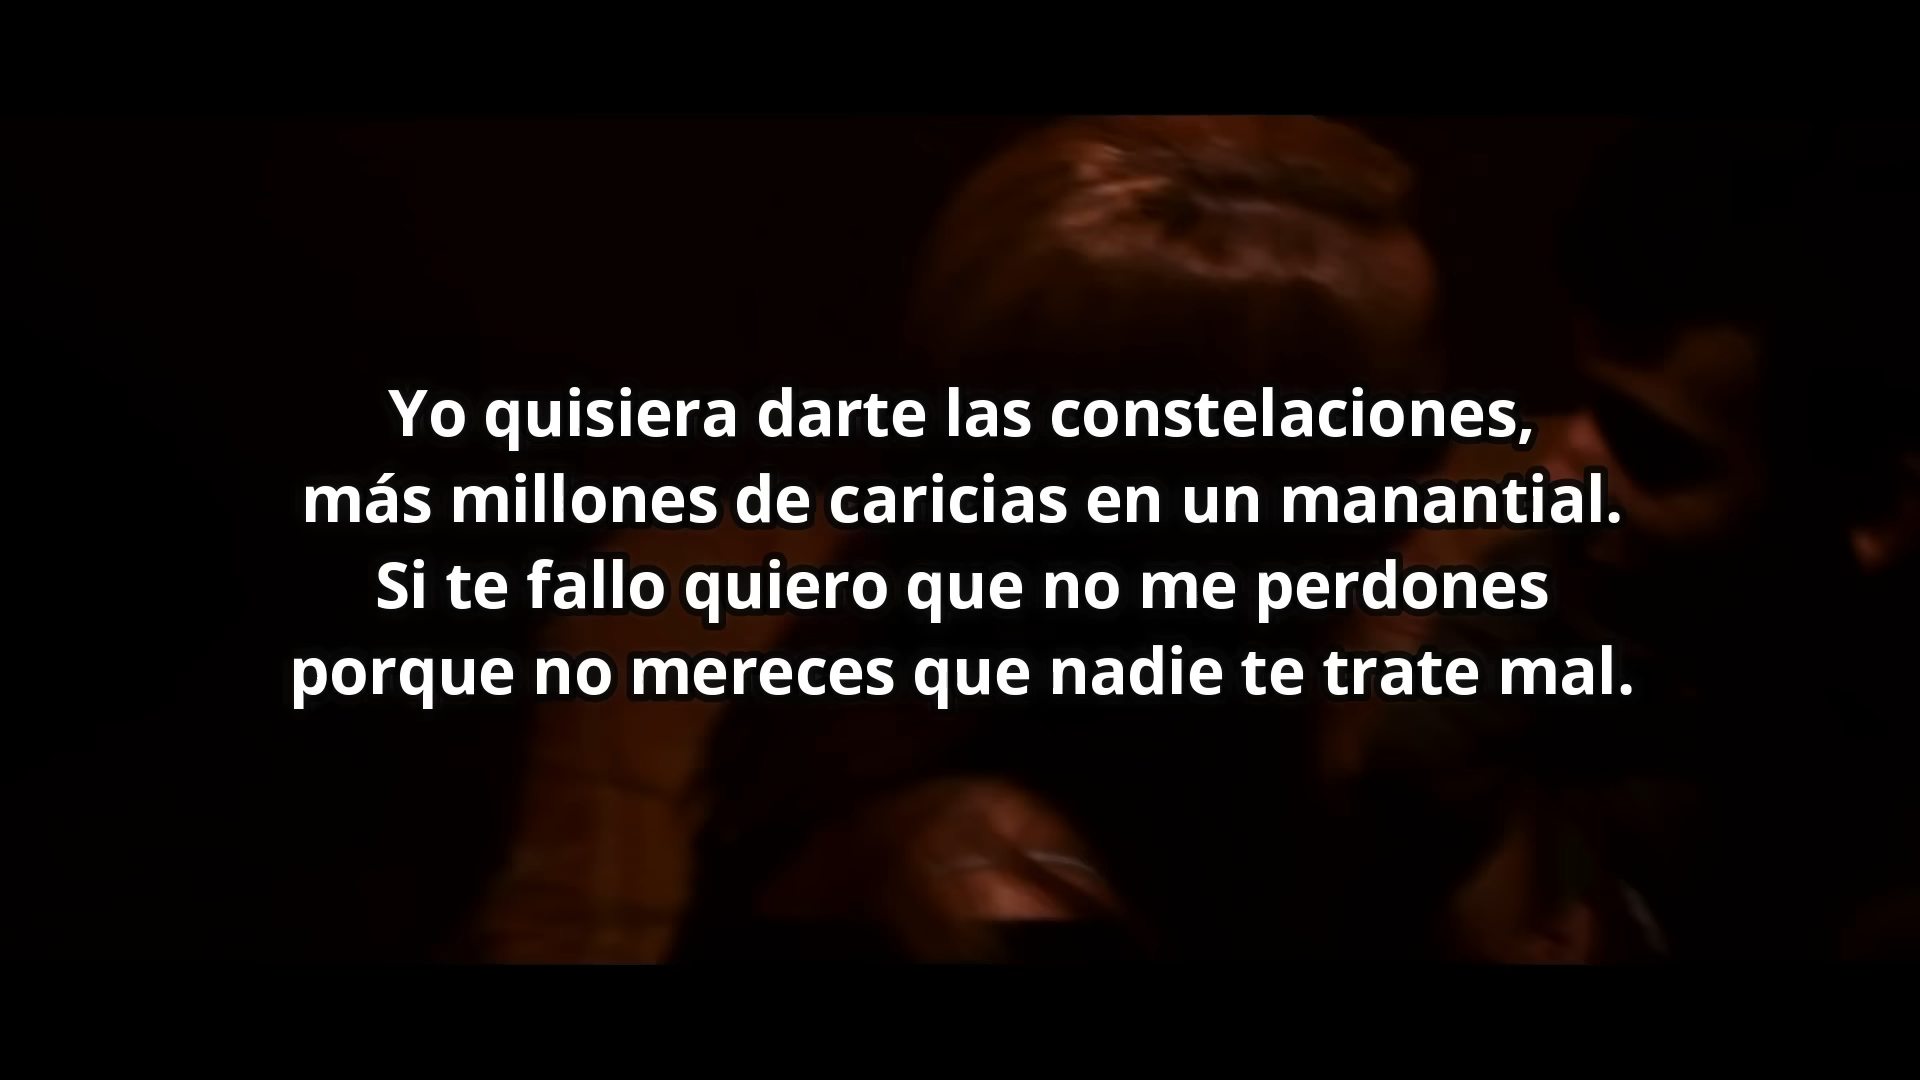 Yo quisiera darte las constelaciones,
más millones de caricias en un manantial.
Si te fallo quiero que no me perdones
porque no mereces que nadie te trate mal.